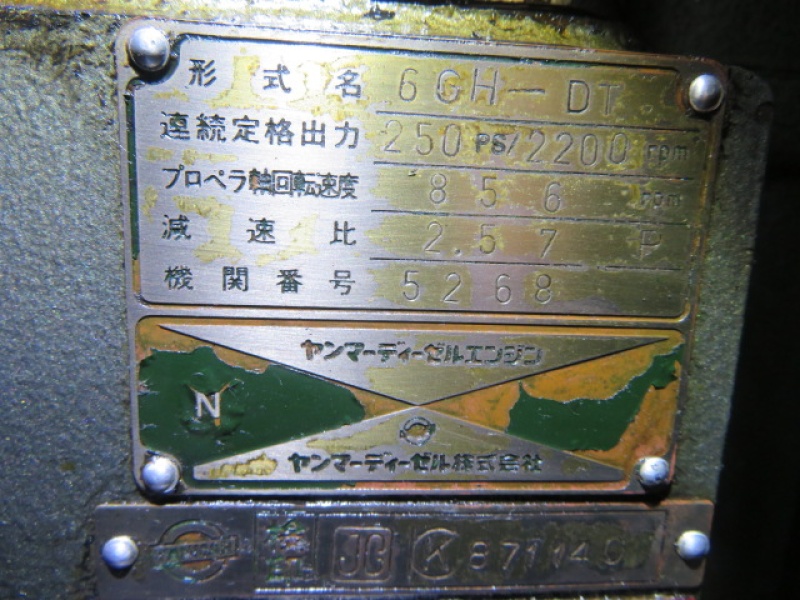 形式名 6GH-DT
連続定格出力 250 PS/2200 rpm
プロペラ軸回転速度 856 rpm
減速比 2.57 P
機関番号 5268
ヤンマーディーゼルエンジン
N
ヤンマーディーゼル株式会社
JG K 871140